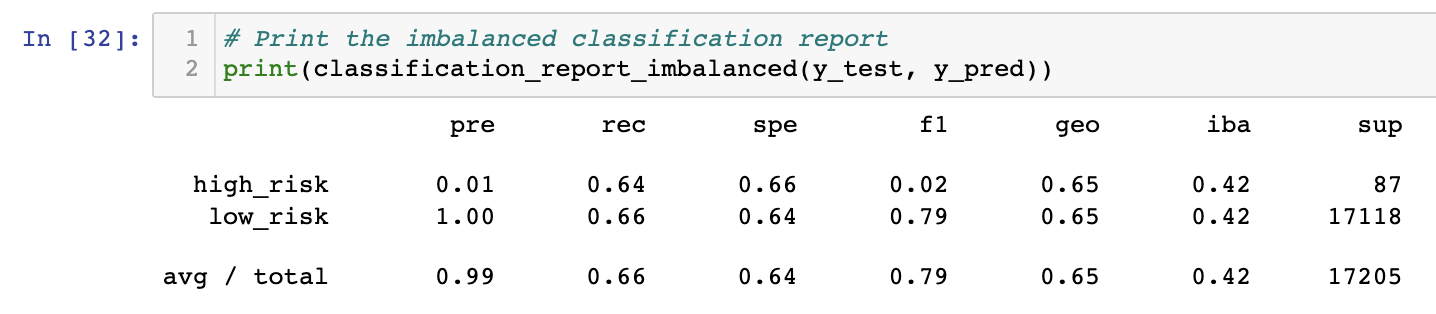 In [32]:
1 # Print the imbalanced classification report
2 print(classification_report_imbalanced(y_test, y_pred))
pre rec spe f1 geo iba sup
high_risk 0.01 0.64 0.66 0.02 0.65 0.42 87
low_risk 1.00 0.66 0.64 0.79 0.65 0.42 17118
avg / total 0.99 0.66 0.64 0.79 0.65 0.42 17205